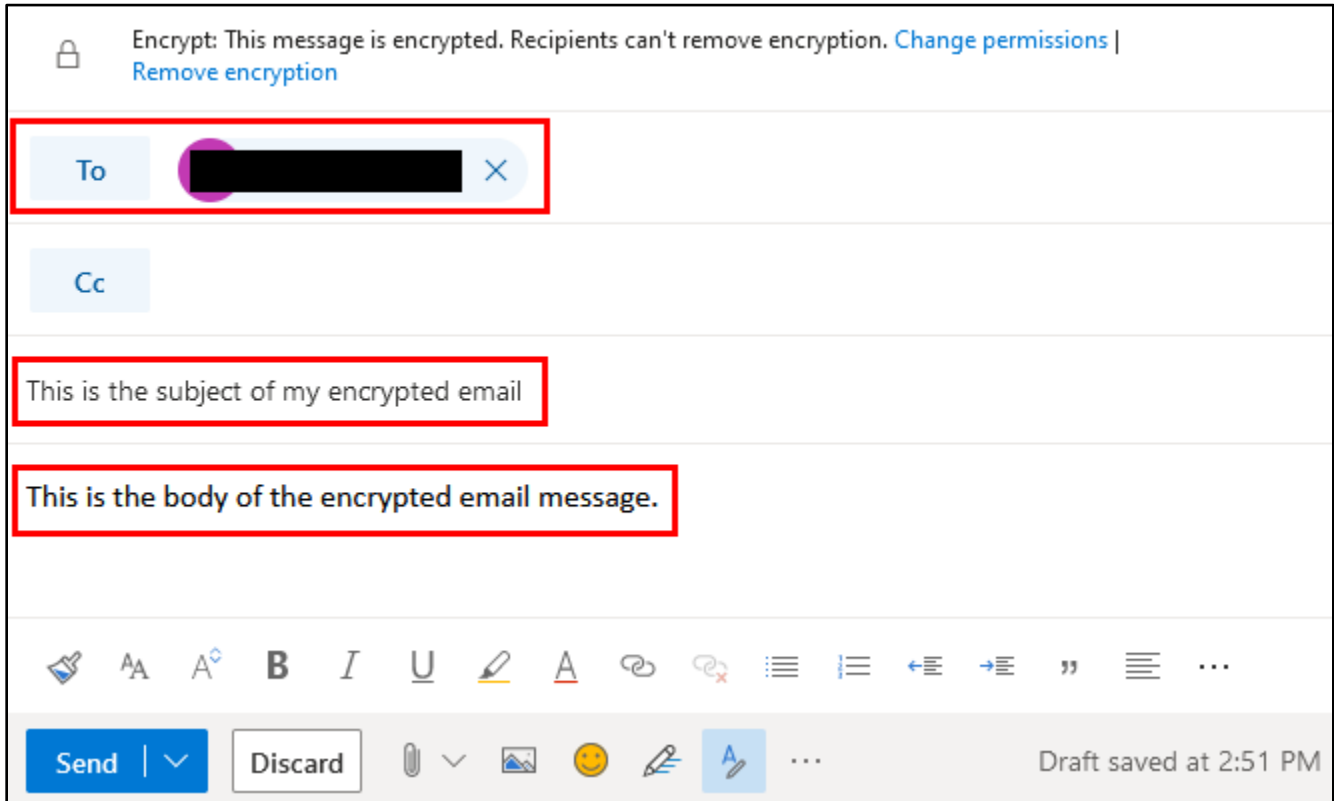 Encrypt: This message is encrypted. Recipients can't remove encryption. Change permissions |
Remove encryption
To
Cc
This is the subject of my encrypted email
This is the body of the encrypted email message.
Send
Discard
Draft saved at 2:51 PM